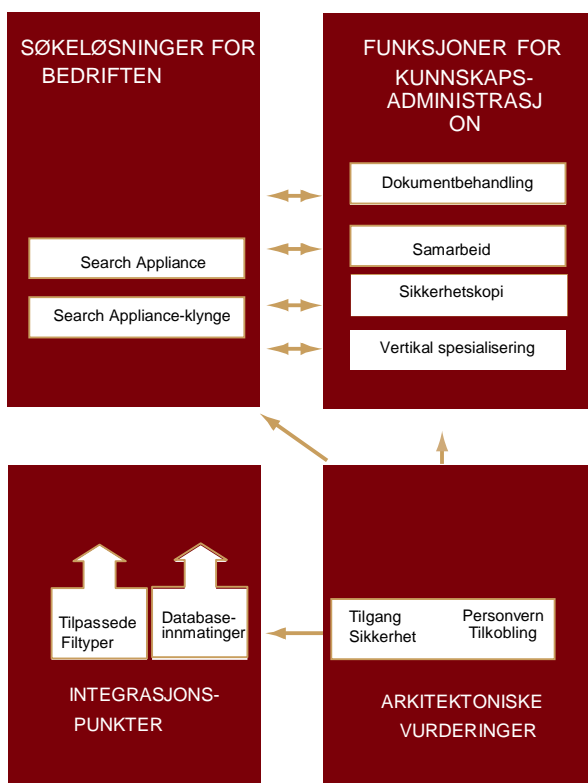 SØKELØSNINGER FOR
BEDRIFTEN
Search Appliance
Search Appliance-klynge
FUNKSJONER FOR
KUNNSKAPS-
ADMINISTRASJ
ON
Dokumentbehandling
Samarbeid
Sikkerhetskopi
Vertikal spesialisering
Tilpassede
Filtyper
Database-
innmatinger
INTEGRASJONS-
PUNKTER
Tilgang
Sikkerhet
Personvern
Tilkobling
ARKITEKTONISKE
VURDERINGER